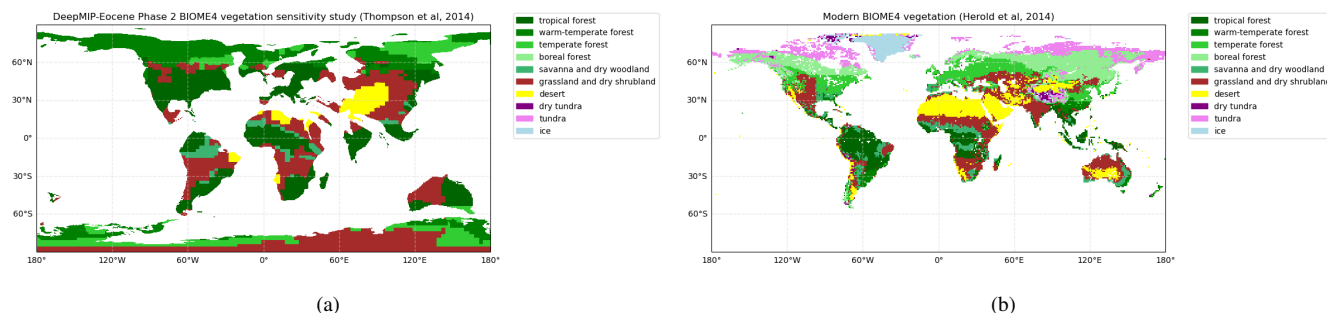 DeepMIP-Eocene Phase 2 BIOME4 vegetation sensitivity study (Thompson et al, 2014)
60°N
30°N
0°
30°S
60°S
180°
120°W
60°W
0°
60°E
120°E
180°
tropical forest
warm-temperate forest
temperate forest
boreal forest
savanna and dry woodland
grassland and dry shrubland
desert
dry tundra
tundra
ice
(a)
Modern BIOME4 vegetation (Herold et al, 2014)
60°N
30°N
0°
30°S
60°S
180°
120°W
60°W
0°
60°E
120°E
180°
tropical forest
warm-temperate forest
temperate forest
boreal forest
savanna and dry woodland
grassland and dry shrubland
desert
dry tundra
tundra
ice
(b)